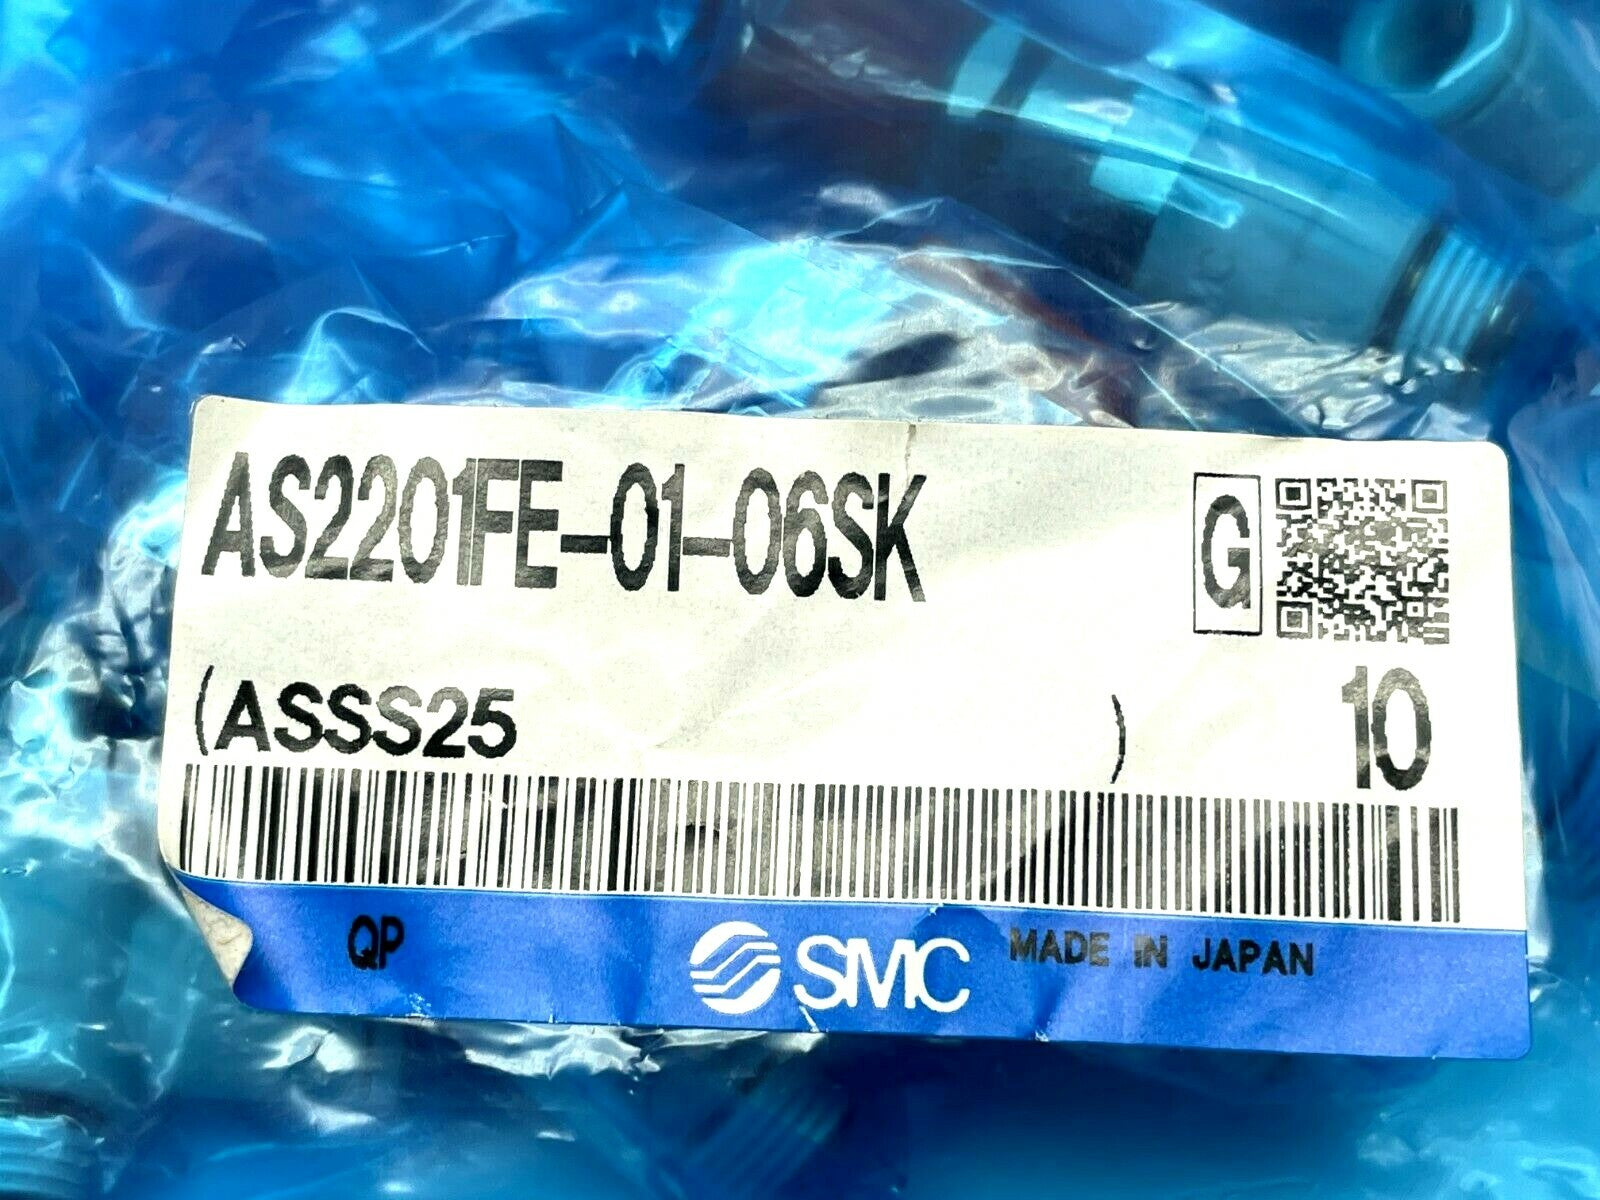 AS2201FE-01-06SK G
(ASSS25 ) 10
QP SMC MADE IN JAPAN